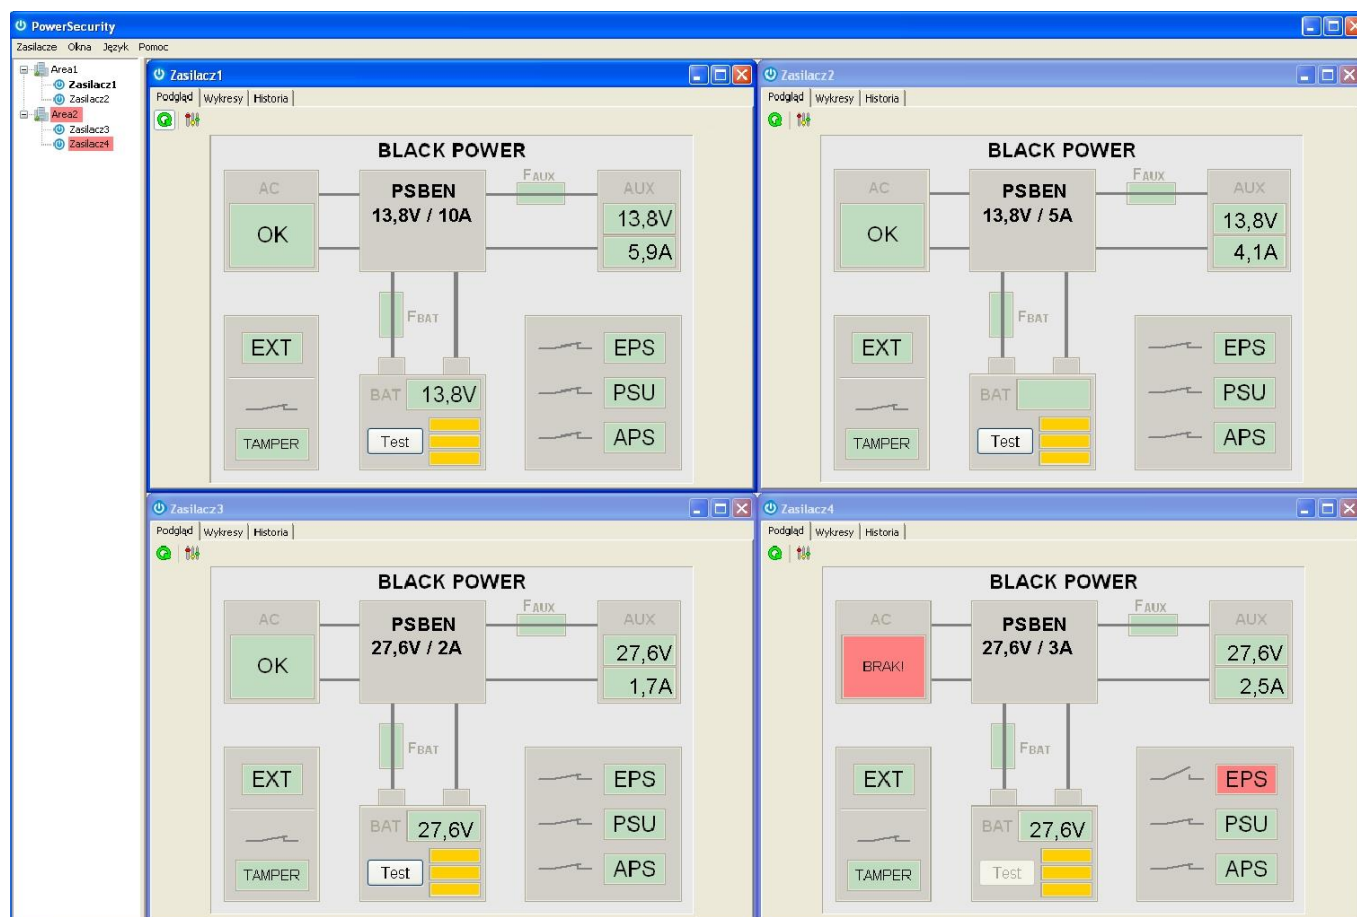 PowerSecurity
Zasilacze Okna Język Pomoc
Area1
Zasilacz1
Zasilacz2
Area2
Zasilacz3
Zasilacz4
Zasilacz1
Podgląd Wykresy Historia
BLACK POWER
AC
OK
PSBEN
13,8V / 10A
FAUX
AUX
13,8V
5,9A
FBAT
EXT
TAMPER
BAT 13,8V
Test
EPS
PSU
APS
Zasilacz2
Podgląd Wykresy Historia
BLACK POWER
AC
OK
PSBEN
13,8V / 5A
FAUX
AUX
13,8V
4,1A
FBAT
EXT
TAMPER
BAT
Test
EPS
PSU
APS
Zasilacz3
Podgląd Wykresy Historia
BLACK POWER
AC
OK
PSBEN
27,6V / 2A
FAUX
AUX
27,6V
1,7A
FBAT
EXT
TAMPER
BAT 27,6V
Test
EPS
PSU
APS
Zasilacz4
Podgląd Wykresy Historia
BLACK POWER
AC
BRAK!
PSBEN
27,6V / 3A
FAUX
AUX
27,6V
2,5A
FBAT
EXT
TAMPER
BAT 27,6V
Test
EPS
PSU
APS